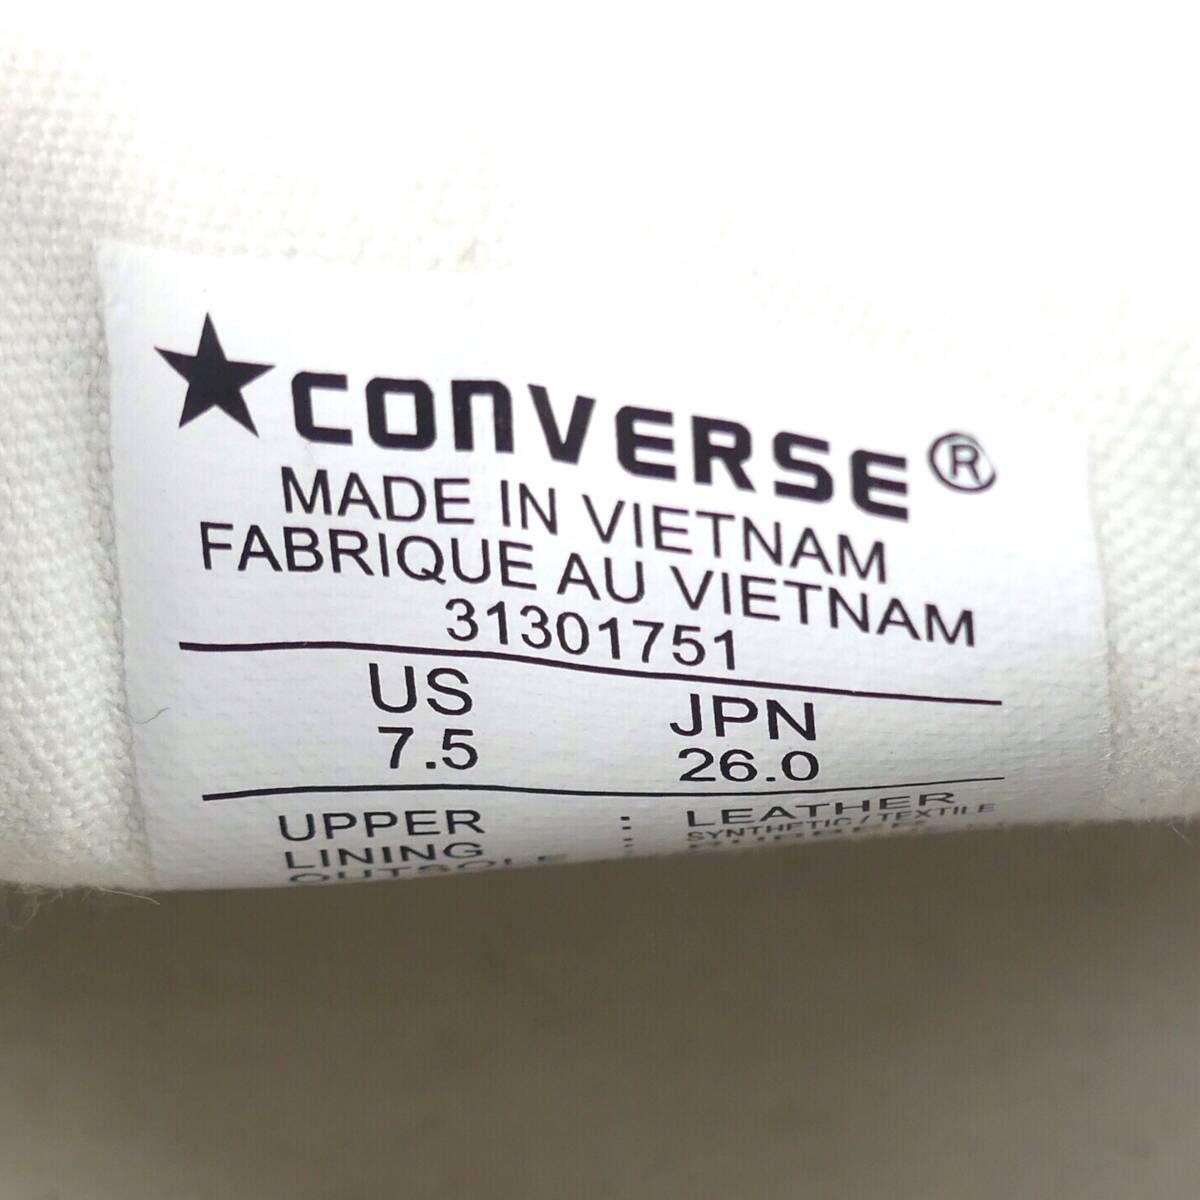 ★CONVERSE®
MADE IN VIETNAM
FABRIQUE AU VIETNAM
31301751
US JPN
7.5 26.0
UPPER : LEATHER
LINING : SYNTHETIC/TEXTILE
OUTSOLE